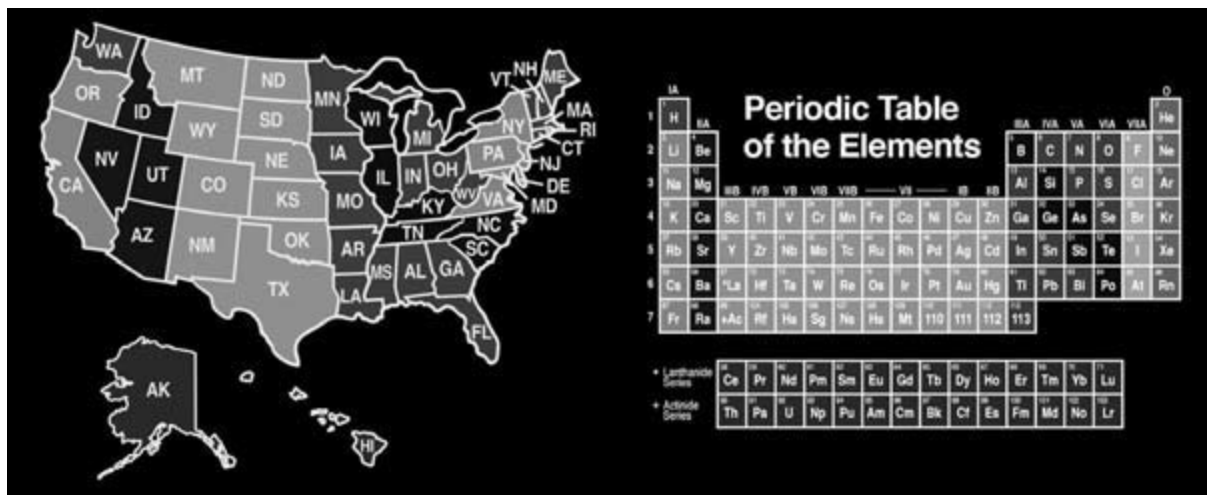 WA
MT
ND
MN
VT
NH
ME
OR
ID
WY
SD
WI
MI
NY
MA
RI
CT
NV
UT
CO
NE
IA
IL
IN
OH
PA
NJ
DE
MD
CA
KS
MO
KY
WV
VA
AZ
NM
OK
AR
TN
NC
SC
TX
LA
MS
AL
GA
FL
AK
HI
Periodic Table
of the Elements
IA O
1 H IIA IIIA IVA VA VIA VIIA He
2 Li Be B C N O F Ne
3 Na Mg IIIB IVB VB VIB VIIB VII IB IIB Al Si P S Cl Ar
4 K Ca Sc Ti V Cr Mn Fe Co Ni Cu Zn Ga Ge As Se Br Kr
5 Rb Sr Y Zr Nb Mo Tc Ru Rh Pd Ag Cd In Sn Sb Te I Xe
6 Cs Ba *La Hf Ta W Re Os Ir Pt Au Hg Tl Pb Bi Po At Rn
7 Fr Ra +Ac Rf Ha Sg Ns Hs Mt 110 111 112 113
* Lanthanide
Series
Ce Pr Nd Pm Sm Eu Gd Tb Dy Ho Er Tm Yb Lu
+ Actinide
Series
Th Pa U Np Pu Am Cm Bk Cf Es Fm Md No Lr